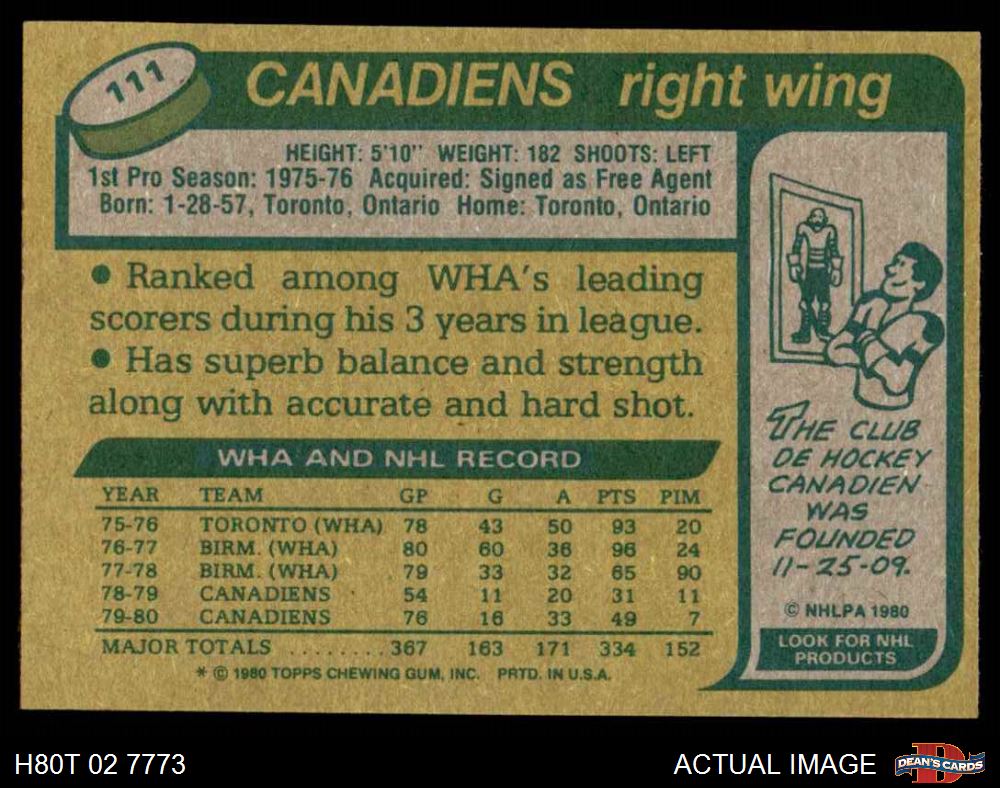 111
CANADIENS right wing
HEIGHT: 5'10" WEIGHT: 182 SHOOTS: LEFT
1st Pro Season: 1975-76 Acquired: Signed as Free Agent
Born: 1-28-57, Toronto, Ontario Home: Toronto, Ontario
● Ranked among WHA's leading
scorers during his 3 years in league.
● Has superb balance and strength
along with accurate and hard shot.
WHA AND NHL RECORD
YEAR TEAM GP G A PTS PIM
75-76 TORONTO (WHA) 78 43 50 93 20
76-77 BIRM. (WHA) 80 60 36 96 24
77-78 BIRM. (WHA) 79 33 32 65 90
78-79 CANADIENS 54 11 20 31 11
79-80 CANADIENS 76 16 33 49 7
MAJOR TOTALS ........ 367 163 171 334 152
* © 1980 TOPPS CHEWING GUM, INC. PRTD. IN U.S.A.
THE CLUB
DE HOCKEY
CANADIEN
WAS
FOUNDED
11-25-09.
© NHLPA 1980
LOOK FOR NHL
PRODUCTS
H80T 02 7773
ACTUAL IMAGE
DEAN'S CARDS